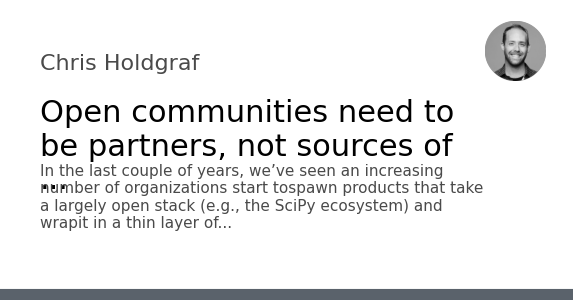 Chris Holdgraf
Open communities need to
be partners, not sources of
...
In the last couple of years, we’ve seen an increasing
number of organizations start tospawn products that take
a largely open stack (e.g., the SciPy ecosystem) and
wrapit in a thin layer of...